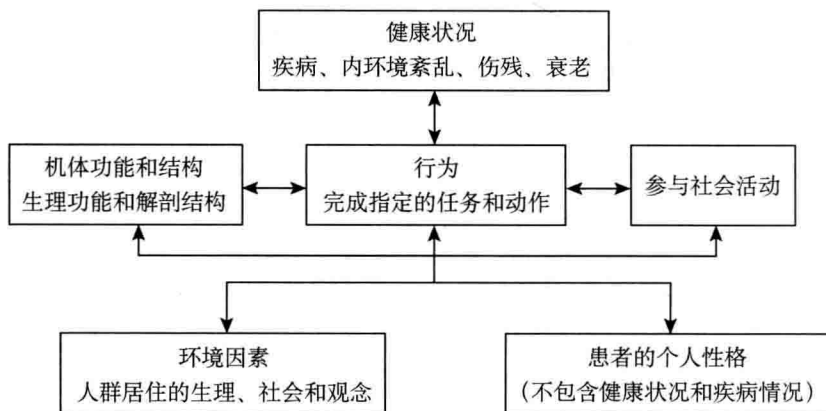 健康状况
疾病、内环境紊乱、伤残、衰老
机体功能和结构
生理功能和解剖结构
行为
完成指定的任务和动作
参与社会活动
环境因素
人群居住的生理、社会和观念
患者的个人性格
（不包含健康状况和疾病情况）